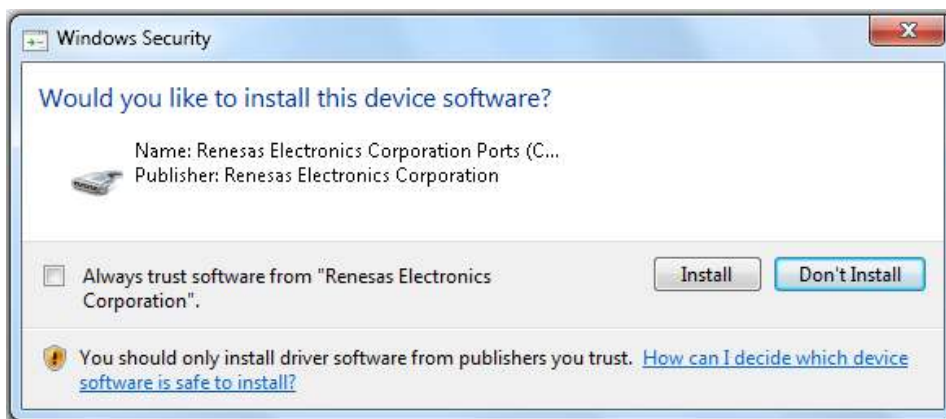 Windows Security
Would you like to install this device software?
Name: Renesas Electronics Corporation Ports (C...
Publisher: Renesas Electronics Corporation
Always trust software from "Renesas Electronics
Corporation".
Install
Don't Install
You should only install driver software from publishers you trust. How can I decide which device
software is safe to install?